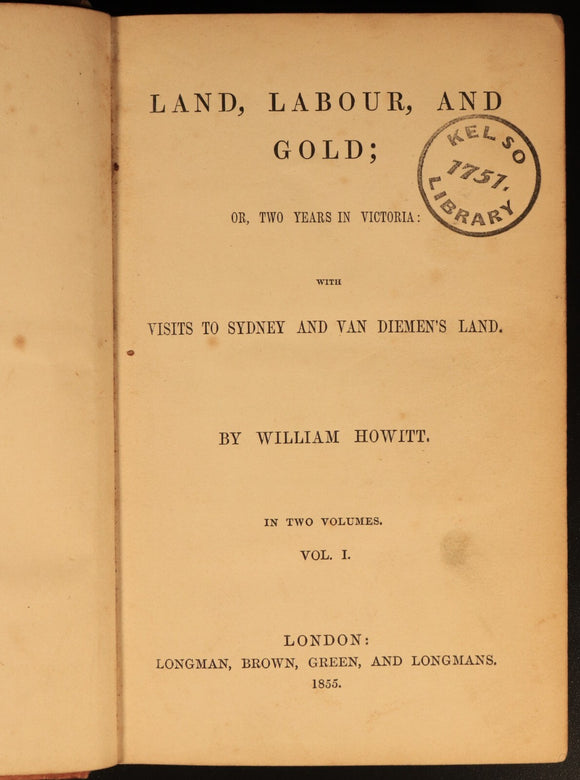 LAND, LABOUR, AND
GOLD;
OR, TWO YEARS IN VICTORIA:
WITH
VISITS TO SYDNEY AND VAN DIEMEN'S LAND.
BY WILLIAM HOWITT.
IN TWO VOLUMES.
VOL. I.
LONDON:
LONGMAN, BROWN, GREEN, AND LONGMANS.
1855.
KELSO
1751.
LIBRARY